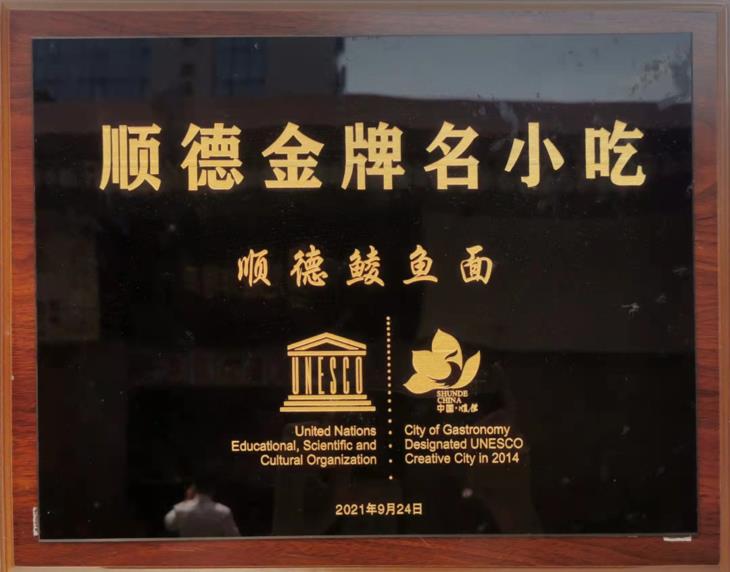 顺德金牌名小吃
顺德鲮鱼面
UNESCO
United Nations
Educational, Scientific and
Cultural Organization
SHUNDE
CHINA
中国·顺德
City of Gastronomy
Designated UNESCO
Creative City in 2014
2021年9月24日